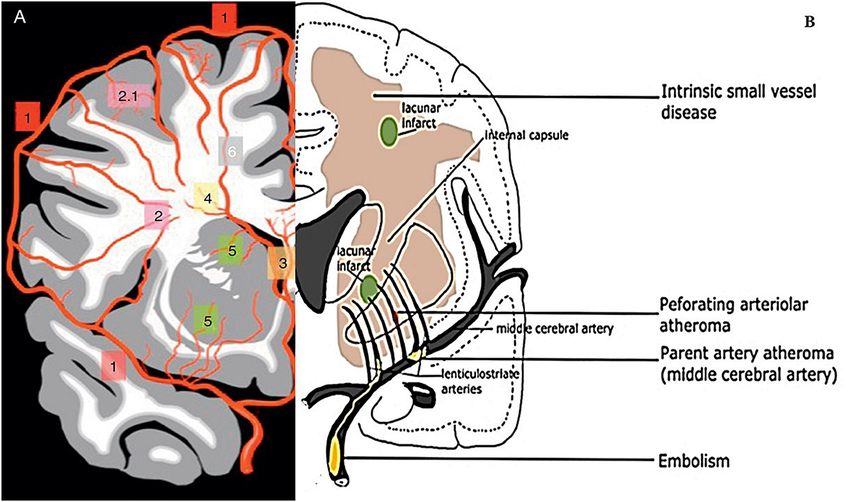 A
1
1
2.1
6
4
2
5
3
5
1
B
Intrinsic small vessel
disease
lacunar
infarct
internal capsule
lacunar
infarct
Peforating arteriolar
atheroma
middle cerebral artery
Parent artery atheroma
(middle cerebral artery)
lenticulostriate
arteries
Embolism